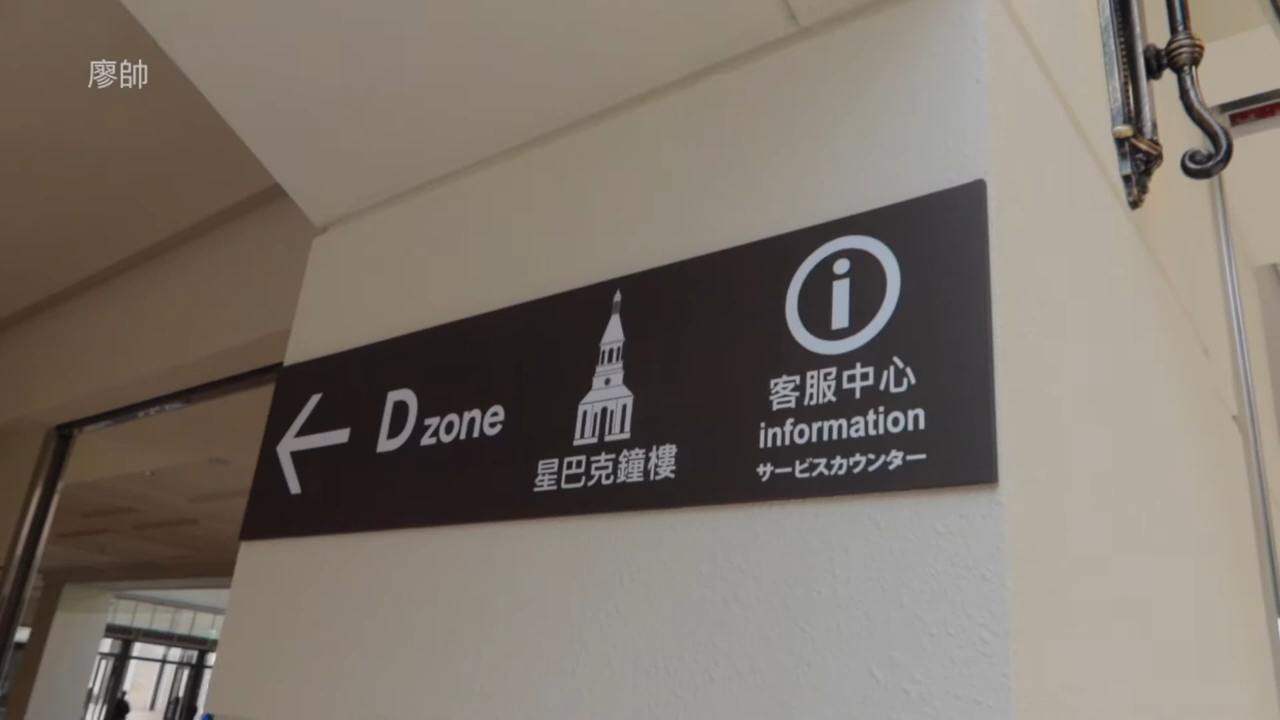 廖帥
D zone
星巴克鐘樓
i
客服中心
information
サービスカウンター